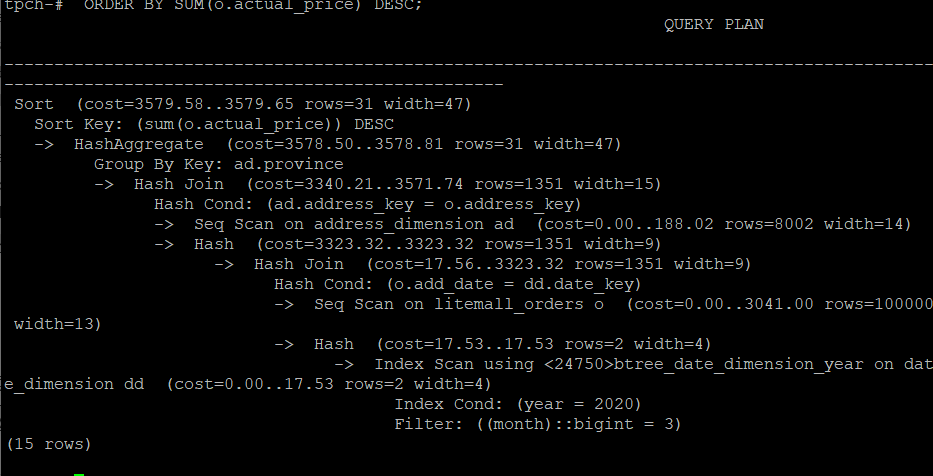 tpch-#  ORDER BY SUM(o.actual_price) DESC;
QUERY PLAN
---------------------------------------------------------------------------------------------
--------------------------------------------------
Sort  (cost=3579.58..3579.65 rows=31 width=47)
Sort Key: (sum(o.actual_price)) DESC
->  HashAggregate  (cost=3578.50..3578.81 rows=31 width=47)
Group By Key: ad.province
->  Hash Join  (cost=3340.21..3571.74 rows=1351 width=15)
Hash Cond: (ad.address_key = o.address_key)
->  Seq Scan on address_dimension ad  (cost=0.00..188.02 rows=8002 width=14)
->  Hash  (cost=3323.32..3323.32 rows=1351 width=9)
->  Hash Join  (cost=17.56..3323.32 rows=1351 width=9)
Hash Cond: (o.add_date = dd.date_key)
->  Seq Scan on litemall_orders o  (cost=0.00..3041.00 rows=100000
width=13)
->  Hash  (cost=17.53..17.53 rows=2 width=4)
->  Index Scan using <24750>btree_date_dimension_year on dat
e_dimension dd  (cost=0.00..17.53 rows=2 width=4)
Index Cond: (year = 2020)
Filter: ((month)::bigint = 3)
(15 rows)